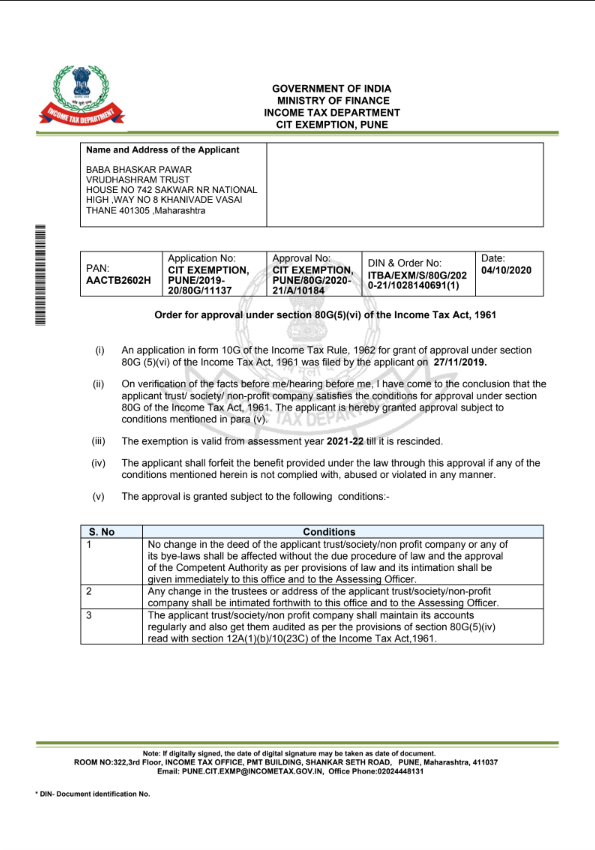 GOVERNMENT OF INDIA
MINISTRY OF FINANCE
INCOME TAX DEPARTMENT
CIT EXEMPTION, PUNE
INCOME TAX DEPARTMENT
Name and Address of the Applicant
BABA BHASKAR PAWAR
VRUDHASHRAM TRUST
HOUSE NO 742 SAKWAR NR NATIONAL
HIGH ,WAY NO 8 KHANIVADE VASAI
THANE 401305 ,Maharashtra
PAN:
AACTB2602H
Application No:
CIT EXEMPTION,
PUNE/2019-
20/80G/11137
Approval No:
CIT EXEMPTION,
PUNE/80G/2020-
21/A/10184
DIN & Order No:
ITBA/EXM/S/80G/202
0-21/1028140691(1)
Date:
04/10/2020
Order for approval under section 80G(5)(vi) of the Income Tax Act, 1961
(i) An application in form 10G of the Income Tax Rule, 1962 for grant of approval under section
80G (5)(vi) of the Income Tax Act, 1961 was filed by the applicant on 27/11/2019.
(ii) On verification of the facts before me/hearing before me, I have come to the conclusion that the
applicant trust/ society/ non-profit company satisfies the conditions for approval under section
80G of the Income Tax Act, 1961. The applicant is hereby granted approval subject to
conditions mentioned in para (v).
(iii) The exemption is valid from assessment year 2021-22 till it is rescinded.
(iv) The applicant shall forfeit the benefit provided under the law through this approval if any of the
conditions mentioned herein is not complied with, abused or violated in any manner.
(v) The approval is granted subject to the following conditions:-
S. No Conditions
1 No change in the deed of the applicant trust/society/non profit company or any of
its bye-laws shall be affected without the due procedure of law and the approval
of the Competent Authority as per provisions of law and its intimation shall be
given immediately to this office and to the Assessing Officer.
2 Any change in the trustees or address of the applicant trust/society/non-profit
company shall be intimated forthwith to this office and to the Assessing Officer.
3 The applicant trust/society/non profit company shall maintain its accounts
regularly and also get them audited as per the provisions of section 80G(5)(iv)
read with section 12A(1)(b)/10(23C) of the Income Tax Act,1961.
Note: If digitally signed, the date of digital signature may be taken as date of document.
ROOM NO:322,3rd Floor, INCOME TAX OFFICE, PMT BUILDING, SHANKAR SETH ROAD, PUNE, Maharashtra, 411037
Email: PUNE.CIT.EXMP@INCOMETAX.GOV.IN, Office Phone:02024448131
* DIN- Document identification No.